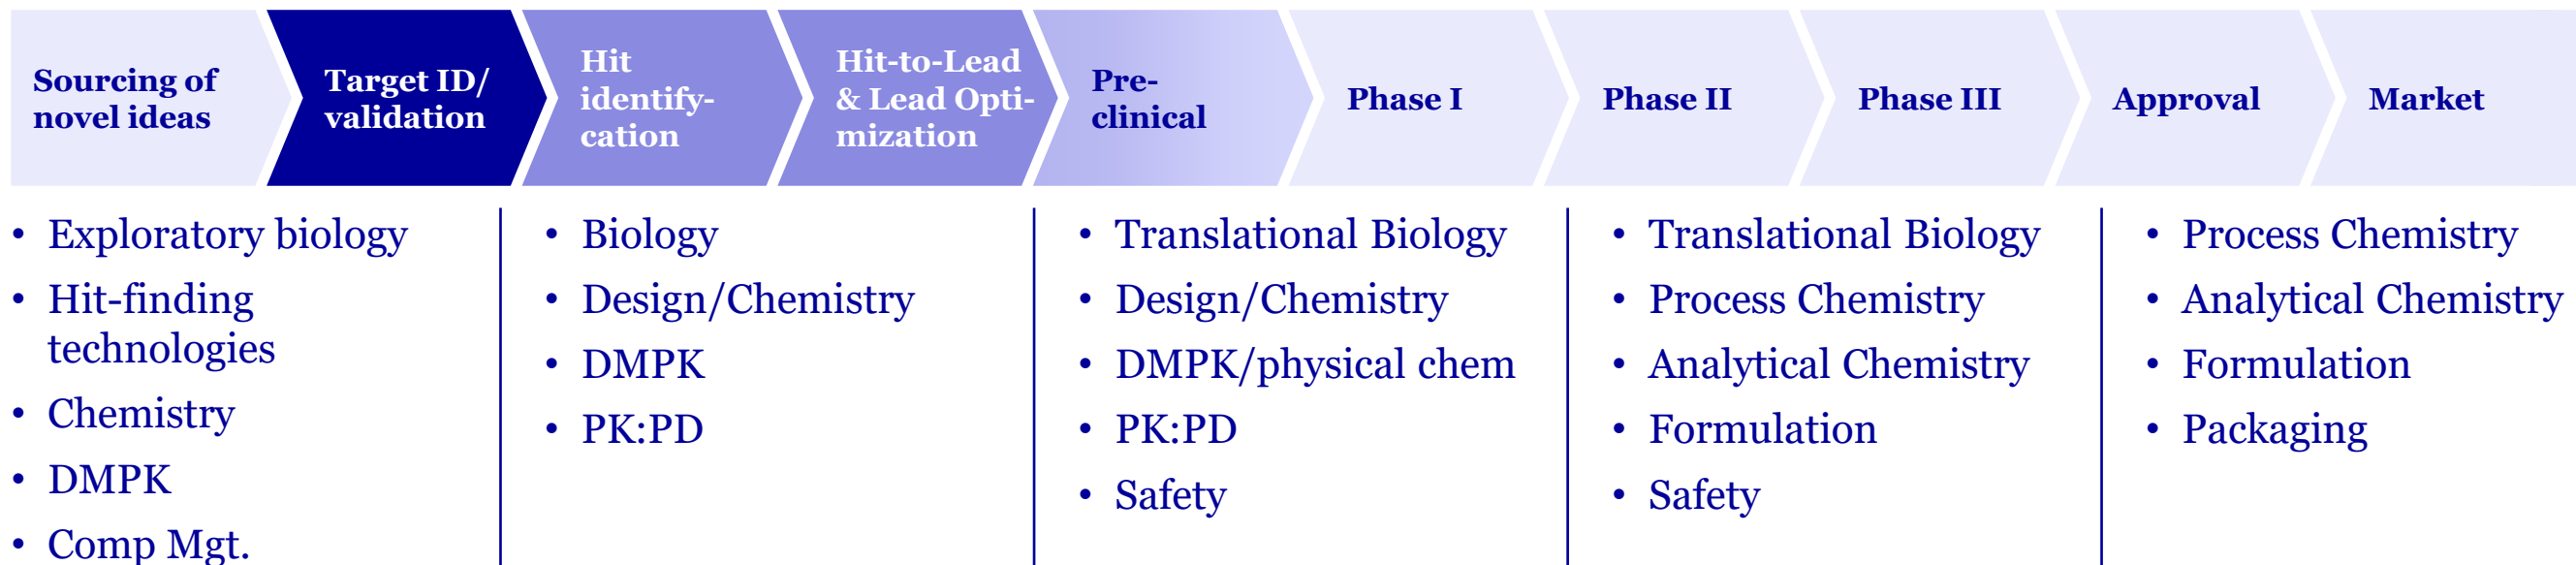 Sourcing of
novel ideas
Target ID/
validation
Hit
identify-
cation
Hit-to-Lead
& Lead Opti-
mization
Pre-
clinical
Phase I
Phase II
Phase III
Approval
Market
• Exploratory biology
• Hit-finding
technologies
• Chemistry
• DMPK
• Comp Mgt.
• Biology
• Design/Chemistry
• DMPK
• PK:PD
• Translational Biology
• Design/Chemistry
• DMPK/physical chem
• PK:PD
• Safety
• Translational Biology
• Process Chemistry
• Analytical Chemistry
• Formulation
• Safety
• Process Chemistry
• Analytical Chemistry
• Formulation
• Packaging